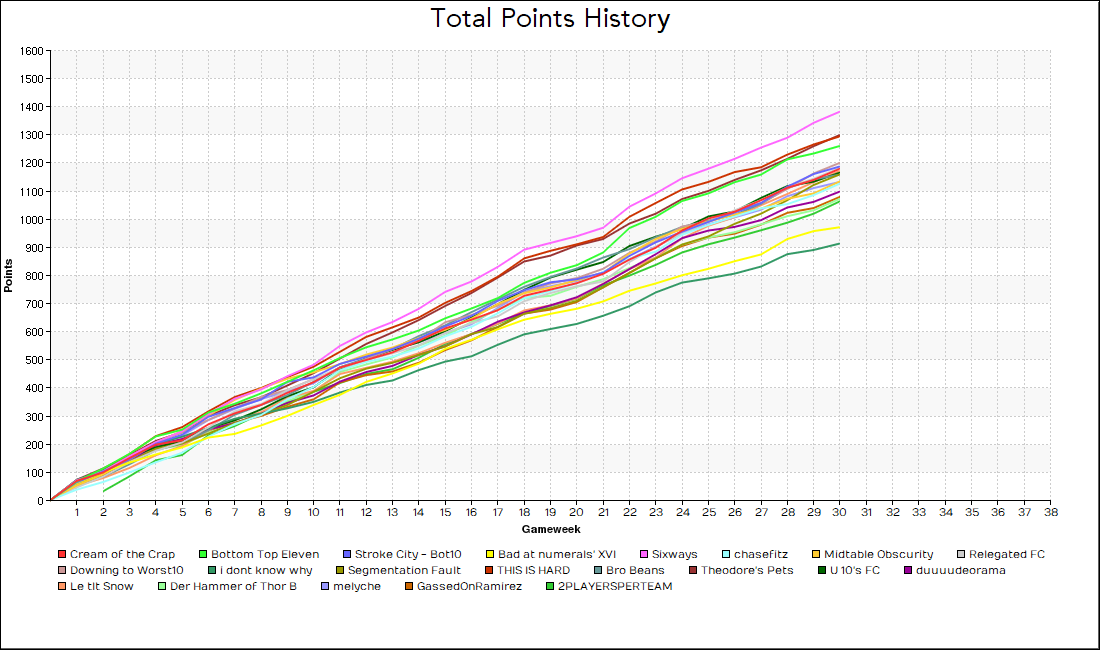 Total Points History
1600
1500
1400
1300
1200
1100
1000
900
800
700
600
500
400
300
200
100
0
Points
1 2 3 4 5 6 7 8 9 10 11 12 13 14 15 16 17 18 19 20 21 22 23 24 25 26 27 28 29 30 31 32 33 34 35 36 37 38
Gameweek
Cream of the Crap Bottom Top Eleven Stroke City - Bot10 Bad at numerals' XVI Sixways chasefitz Midtable Obscurity Relegated FC
Downing to Worst10 i dont know why Segmentation Fault THIS IS HARD Bro Beans Theodore's Pets U 10's FC duuuudeorama
Le tit Snow Der Hammer of Thor B melyche GassedOnRamirez 2PLAYERSPERTEAM